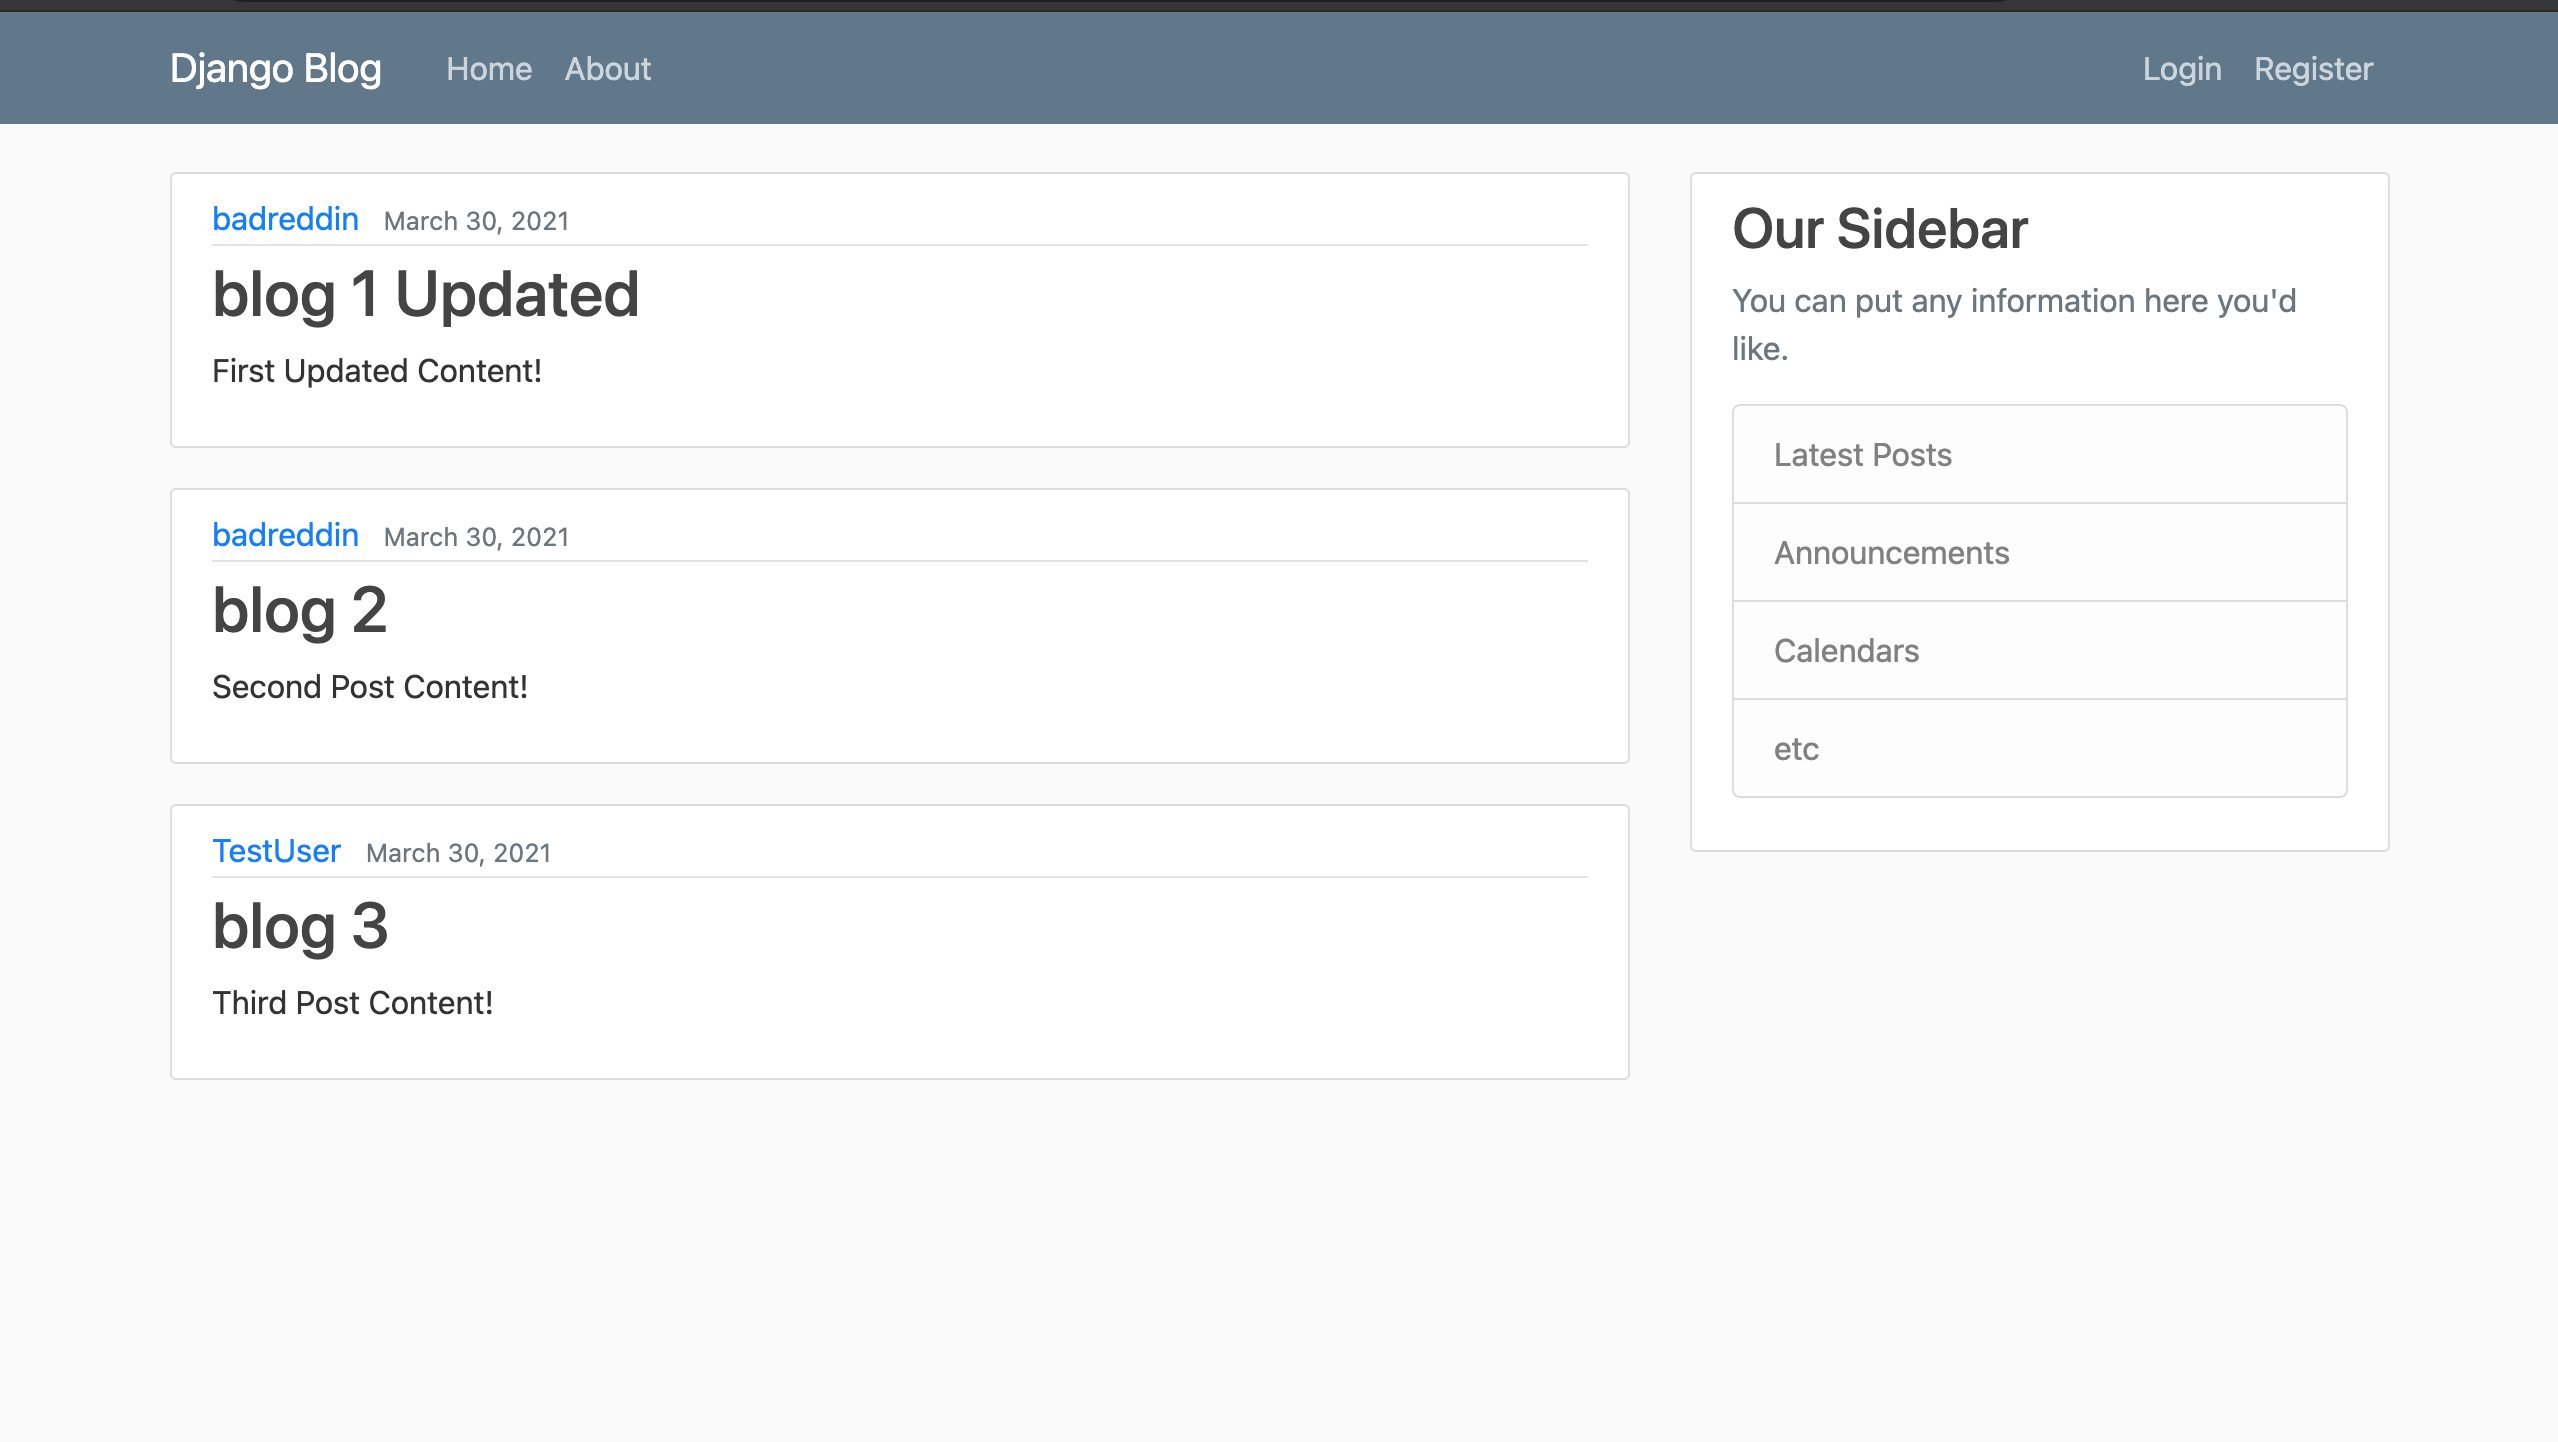 Django Blog Home About Login Register
badreddin March 30, 2021
blog 1 Updated
First Updated Content!
badreddin March 30, 2021
blog 2
Second Post Content!
TestUser March 30, 2021
blog 3
Third Post Content!
Our Sidebar
You can put any information here you'd
like.
Latest Posts
Announcements
Calendars
etc